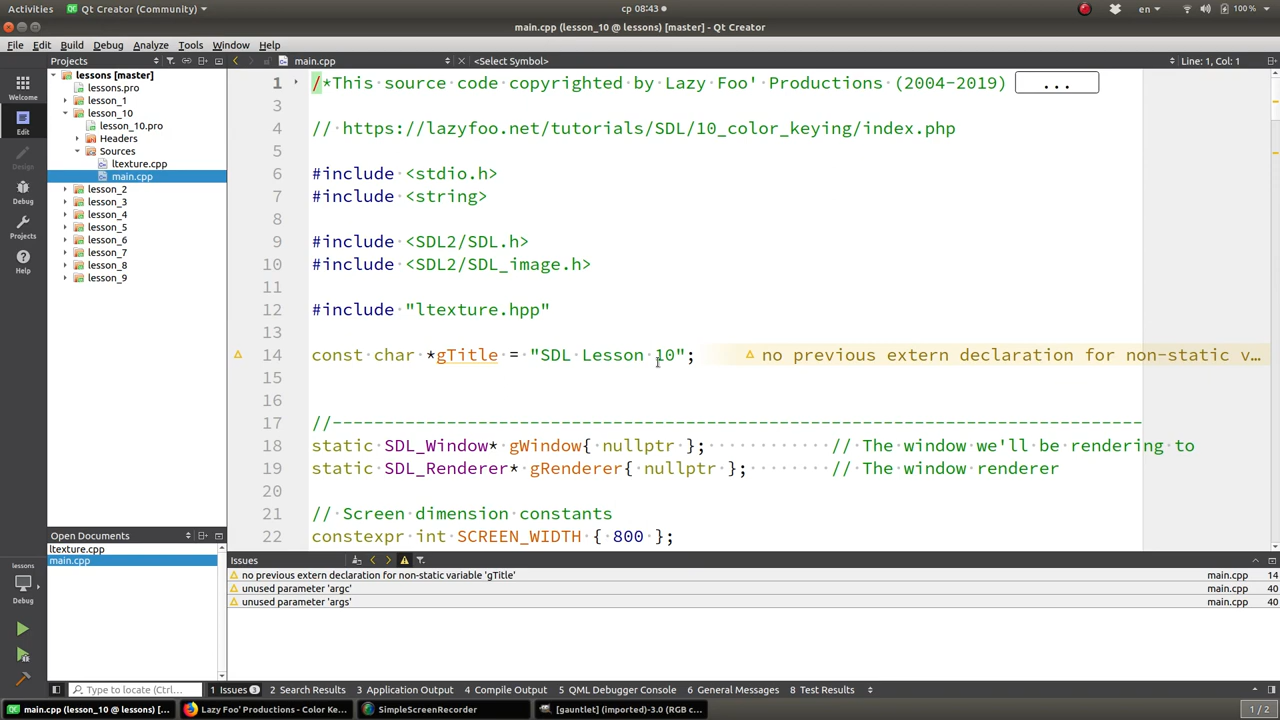 Activities Qt Creator (Community) ср 08:43 en 100 %
main.cpp (lesson_10 @ lessons) [master] - Qt Creator
File Edit Build Debug Analyze Tools Window Help
Projects main.cpp <Select Symbol> Line: 1, Col: 1
Welcome
Edit
Design
Debug
Projects
Help
lessons
Debug
lessons [master]
lessons.pro
lesson_1
lesson_10
lesson_10.pro
Headers
Sources
ltexture.cpp
main.cpp
lesson_2
lesson_3
lesson_4
lesson_5
lesson_6
lesson_7
lesson_8
lesson_9
Open Documents
ltexture.cpp
main.cpp
1 /*This source code copyrighted by Lazy Foo' Productions (2004-2019) ...
3
4 // https://lazyfoo.net/tutorials/SDL/10_color_keying/index.php
5
6 #include <stdio.h>
7 #include <string>
8
9 #include <SDL2/SDL.h>
10 #include <SDL2/SDL_image.h>
11
12 #include "ltexture.hpp"
13
14 const char *gTitle = "SDL Lesson 10"; no previous extern declaration for non-static v…
15
16
17 //------------------------------------------------------------------------------
18 static SDL_Window* gWindow{ nullptr }; // The window we'll be rendering to
19 static SDL_Renderer* gRenderer{ nullptr }; // The window renderer
20
21 // Screen dimension constants
22 constexpr int SCREEN_WIDTH { 800 };
Issues
no previous extern declaration for non-static variable 'gTitle' main.cpp 14
unused parameter 'argc' main.cpp 40
unused parameter 'args' main.cpp 40
Type to locate (Ctrl+K) 1 Issues 3 2 Search Results 3 Application Output 4 Compile Output 5 QML Debugger Console 6 General Messages 8 Test Results
main.cpp (lesson_10 @ lessons) [mas… Lazy Foo' Productions - Color Ke… SimpleScreenRecorder [gauntlet] (imported)-3.0 (RGB c… 1 / 2